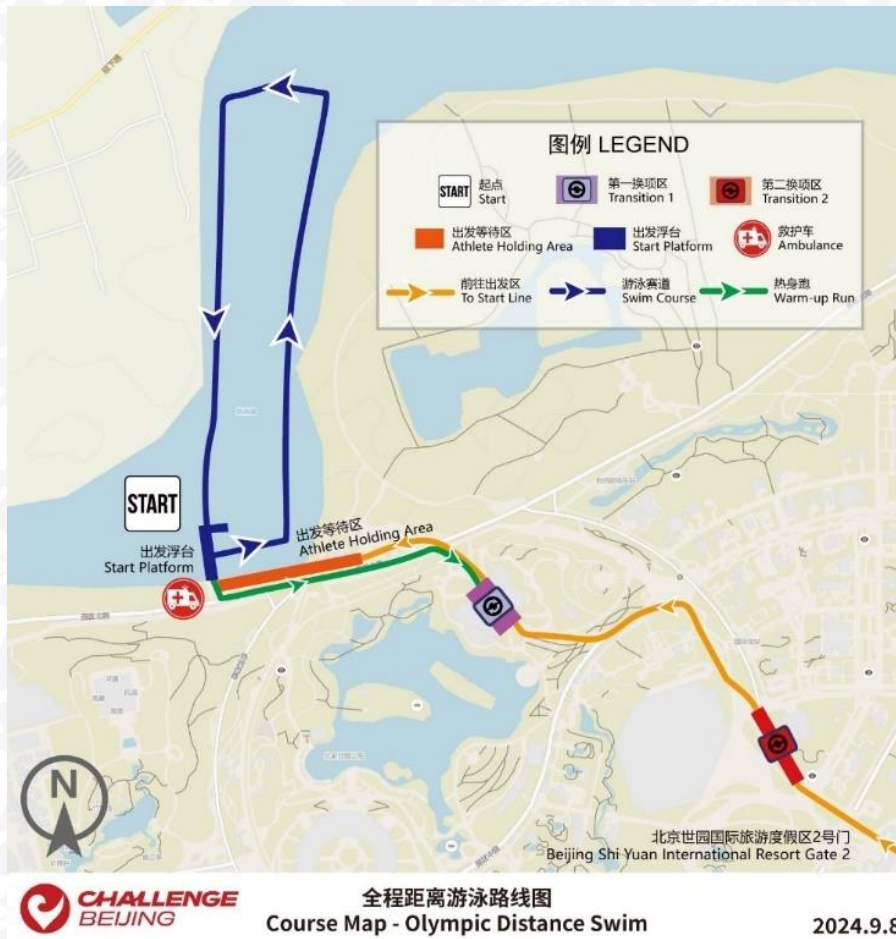 图例 LEGEND
START
起点
Start
第一换项区
Transition 1
第二换项区
Transition 2
出发等待区
Athlete Holding Area
出发浮台
Start Platform
救护车
Ambulance
前往出发区
To Start Line
游泳赛道
Swim Course
热身跑
Warm-up Run
START
出发浮台
Start Platform
出发等待区
Athlete Holding Area
N
北京世园国际旅游度假区2号门
Beijing Shi Yuan International Resort Gate 2
CHALLENGE
BEIJING
全程距离游泳路线图
Course Map - Olympic Distance Swim
2024.9.8